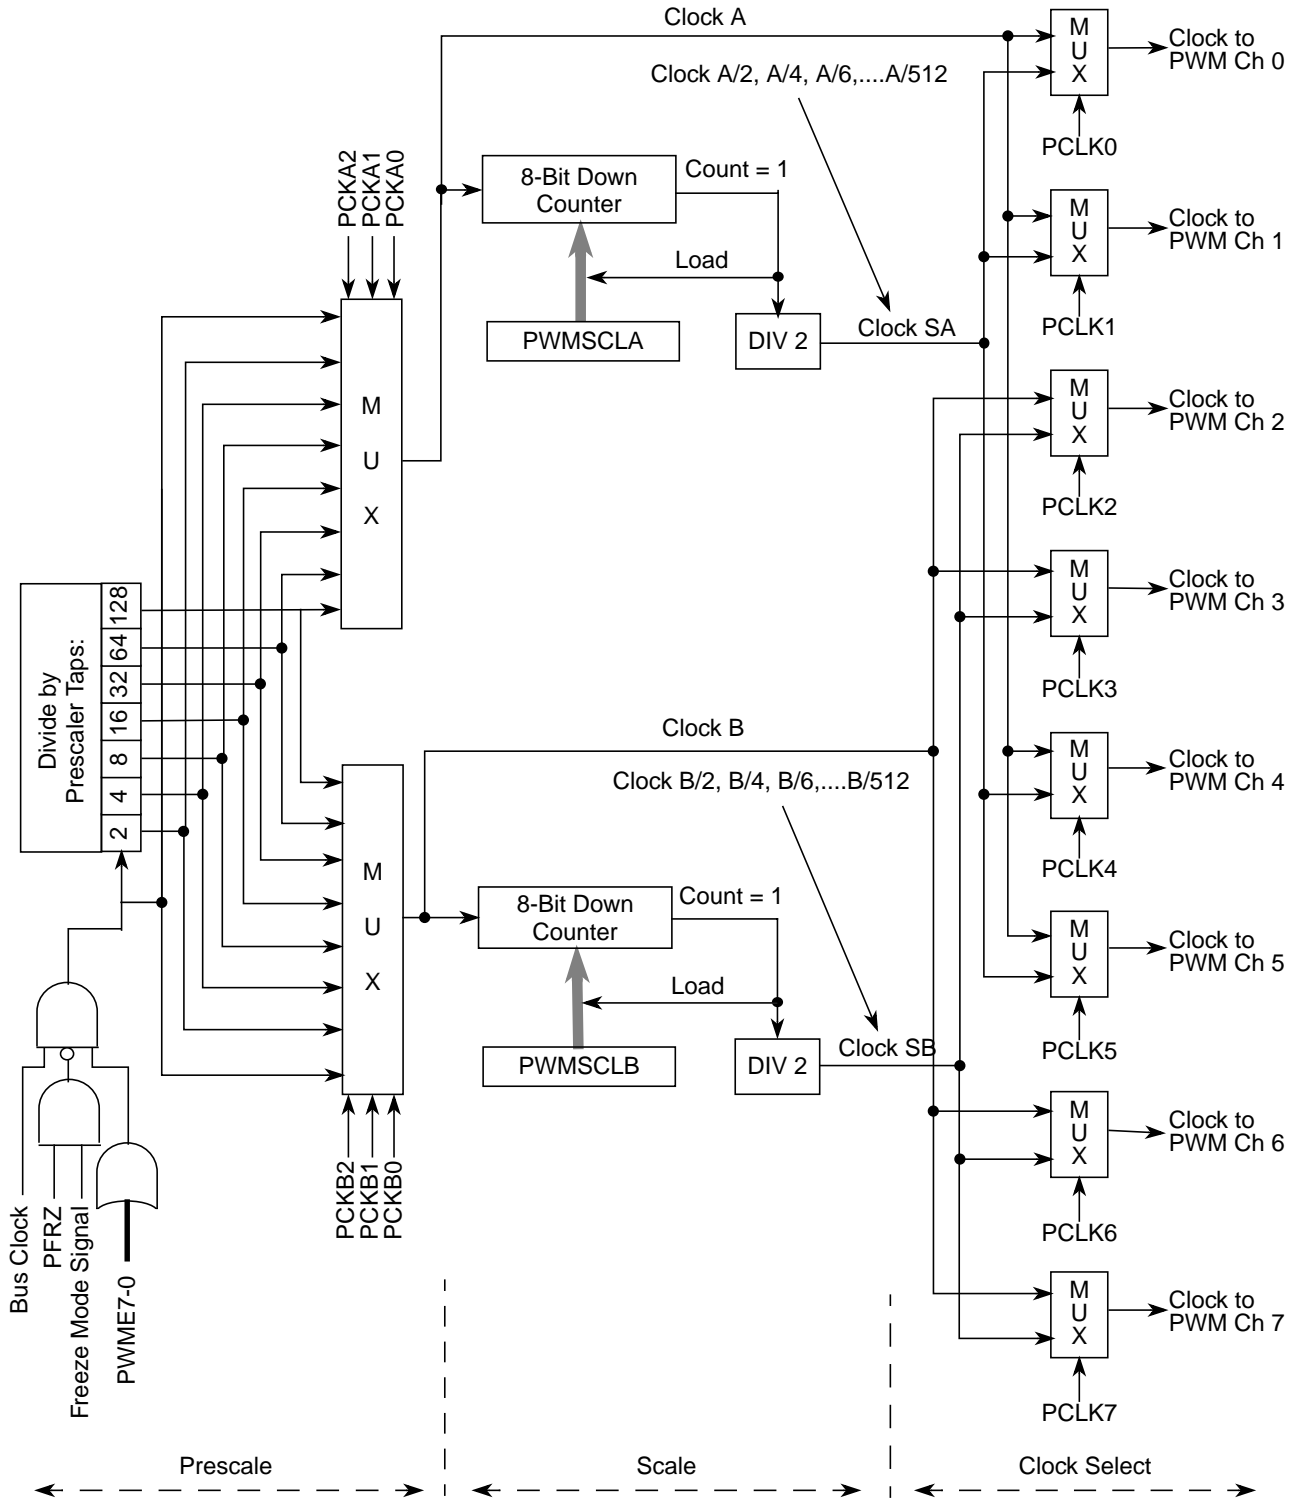 Clock A
Clock A/2, A/4, A/6,....A/512
PCKA2
PCKA1
PCKA0
8-Bit Down
Counter
Count = 1
Load
PWMSCLA
DIV 2
Clock SA
M
U
X
Divide by
Prescaler Taps:
128
64
32
16
8
4
2
Clock B
Clock B/2, B/4, B/6,....B/512
M
U
X
8-Bit Down
Counter
Count = 1
Load
PWMSCLB
DIV 2
Clock SB
PCKB2
PCKB1
PCKB0
Bus Clock
PFRZ
Freeze Mode Signal
PWME7-0
M
U
X
Clock to
PWM Ch 0
PCLK0
M
U
X
Clock to
PWM Ch 1
PCLK1
M
U
X
Clock to
PWM Ch 2
PCLK2
M
U
X
Clock to
PWM Ch 3
PCLK3
M
U
X
Clock to
PWM Ch 4
PCLK4
M
U
X
Clock to
PWM Ch 5
PCLK5
M
U
X
Clock to
PWM Ch 6
PCLK6
M
U
X
Clock to
PWM Ch 7
PCLK7
Prescale
Scale
Clock Select